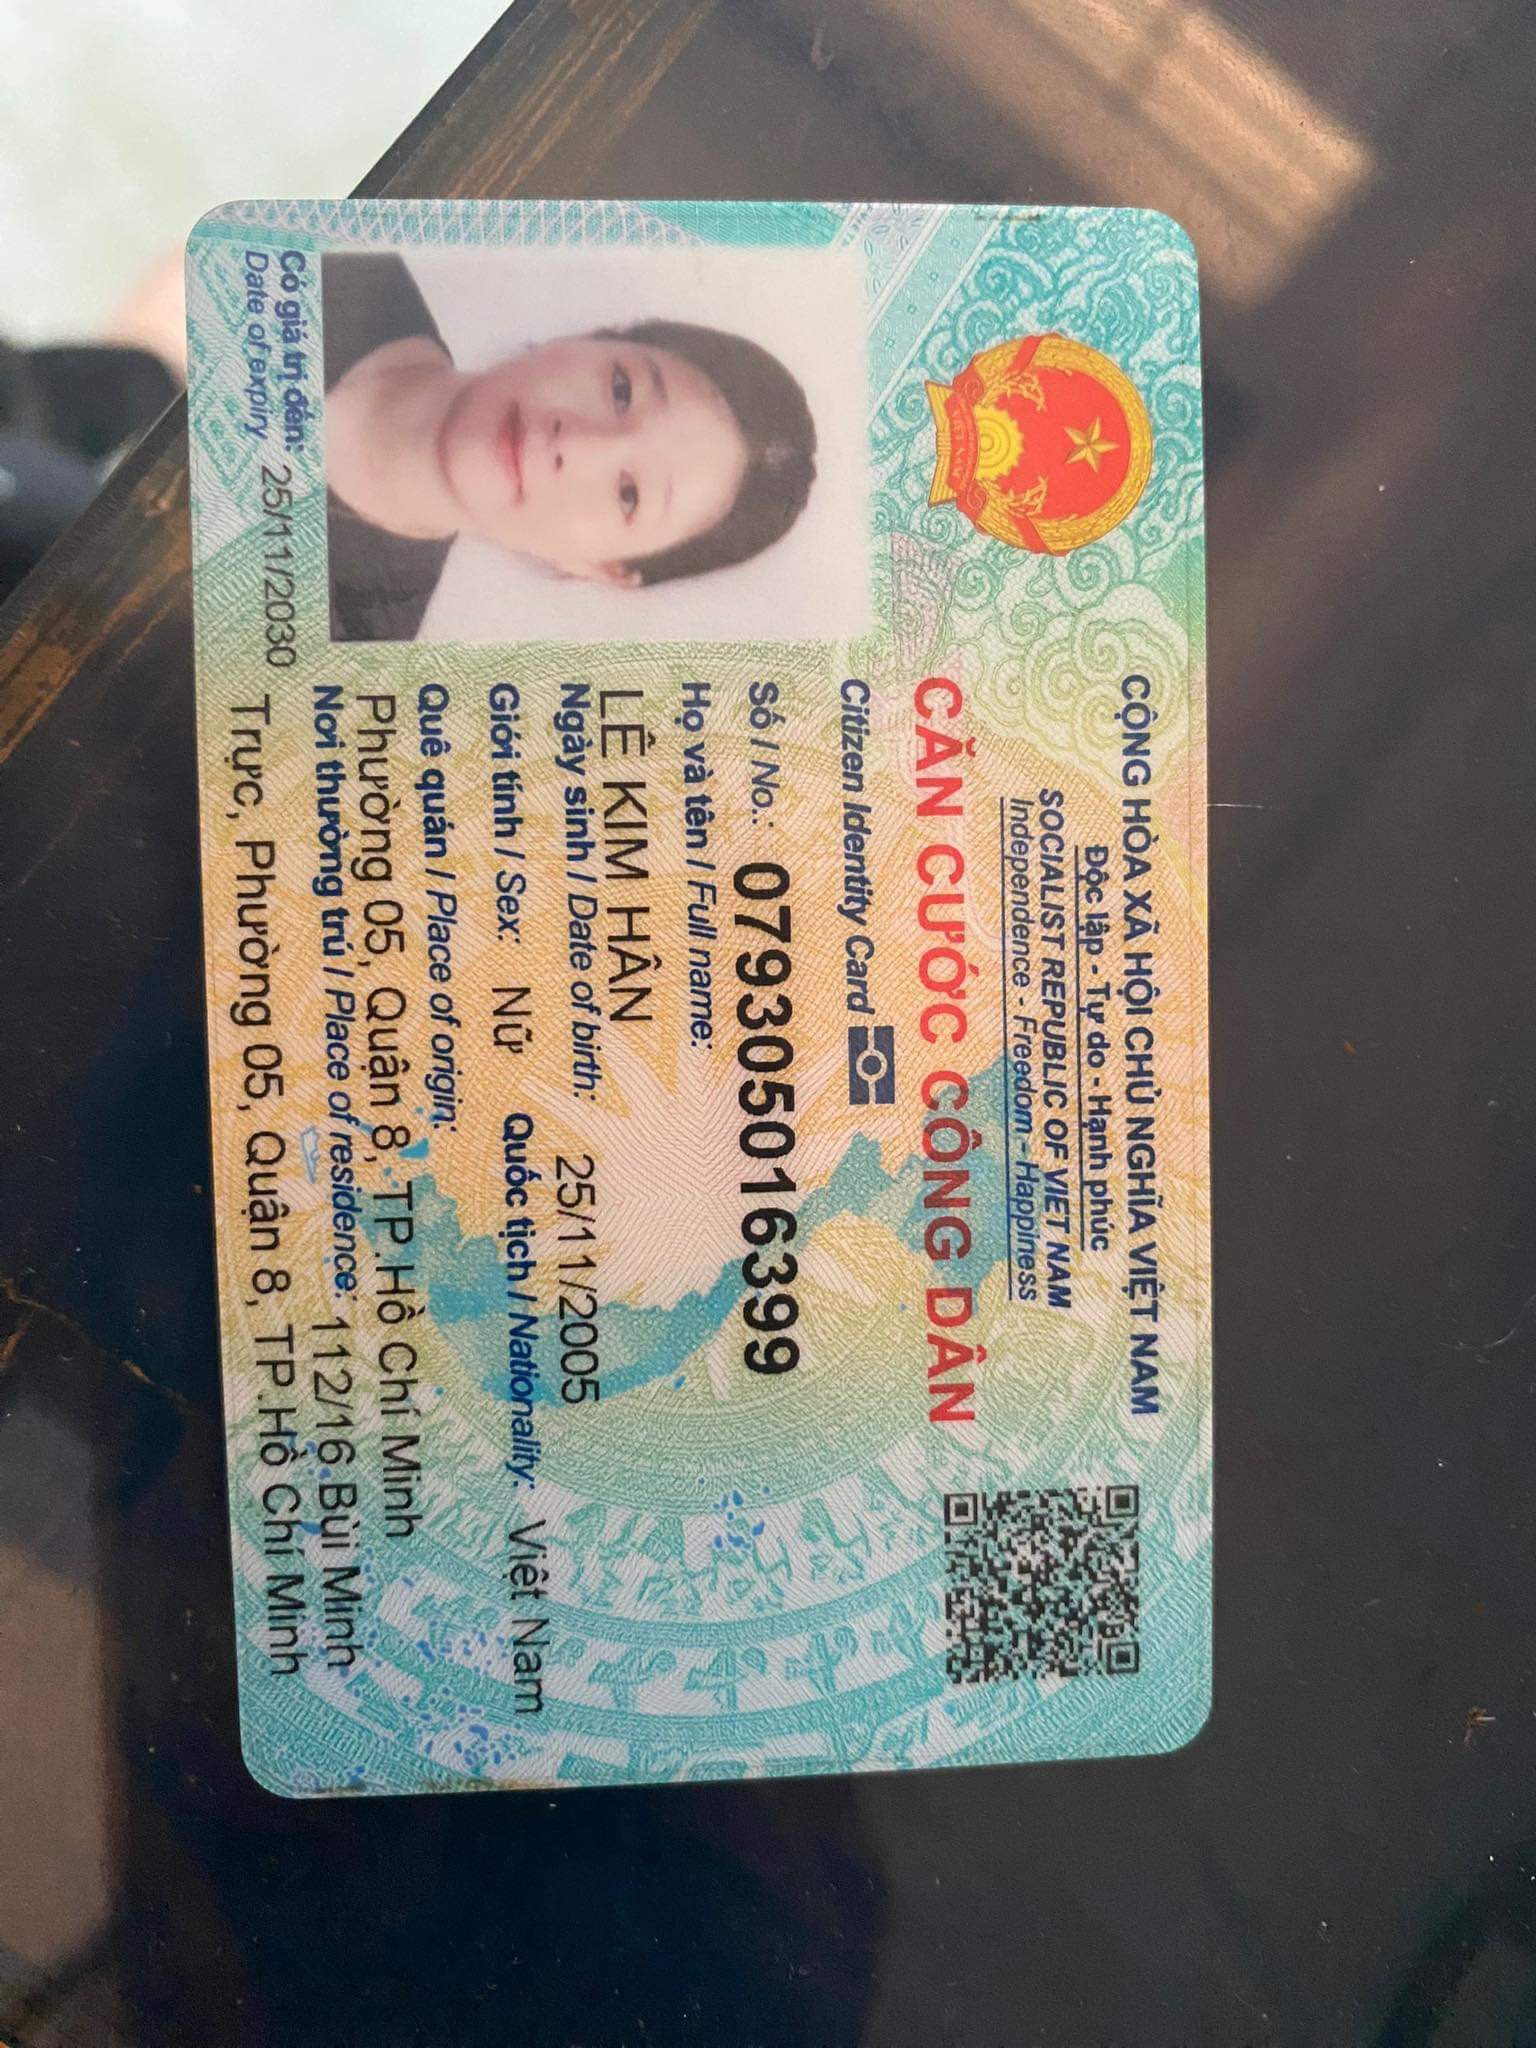 CỘNG HÒA XÃ HỘI CHỦ NGHĨA VIỆT NAM
Độc lập - Tự do - Hạnh phúc
SOCIALIST REPUBLIC OF VIET NAM
Independence - Freedom - Happiness
CĂN CƯỚC CÔNG DÂN
Citizen Identity Card
Số / No.: 079305016399
Họ và tên / Full name:
LÊ KIM HÂN
Ngày sinh / Date of birth: 25/11/2005
Giới tính / Sex: Nữ Quốc tịch / Nationality: Việt Nam
Quê quán / Place of origin:
Phường 05, Quận 8, TP.Hồ Chí Minh
Nơi thường trú / Place of residence: 112/16 Bùi Minh
Trực, Phường 05, Quận 8, TP.Hồ Chí Minh
Có giá trị đến: 25/11/2030
Date of expiry
VIỆT NAM